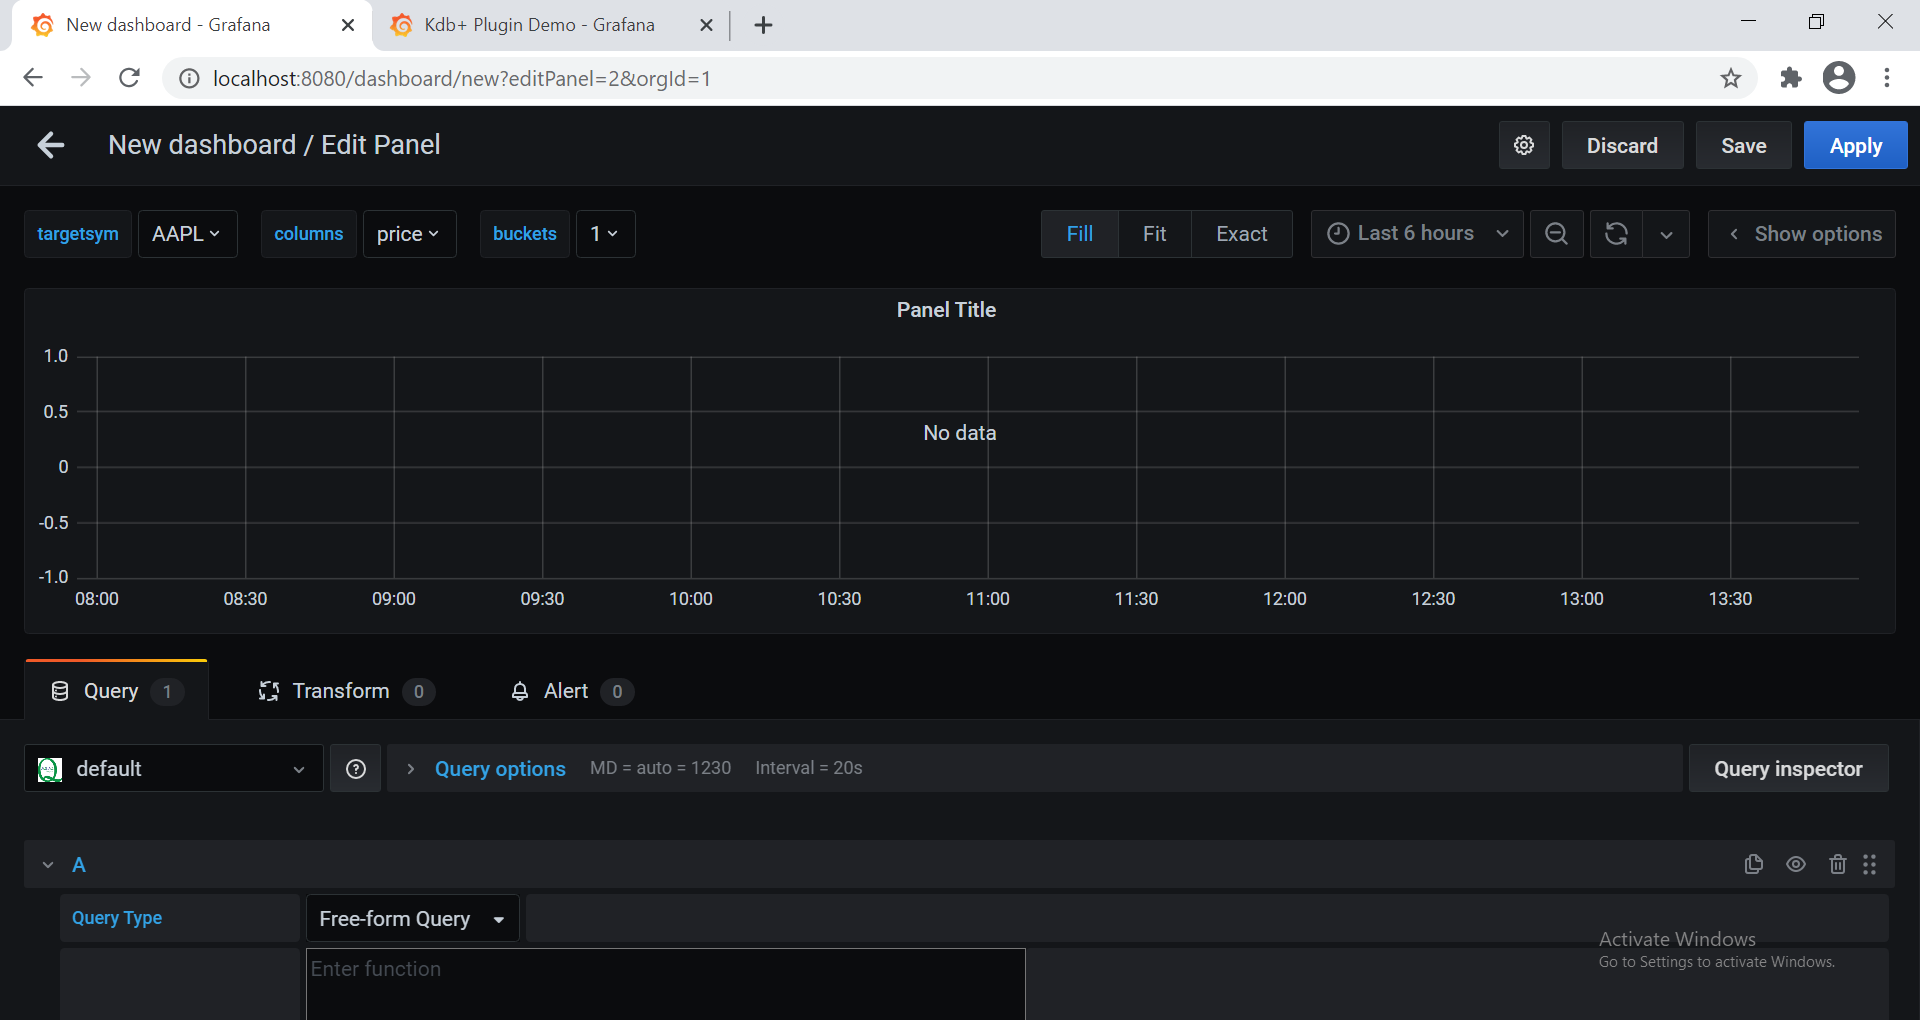 New dashboard - Grafana
Kdb+ Plugin Demo - Grafana
localhost:8080/dashboard/new?editPanel=2&orgId=1
New dashboard / Edit Panel
Discard
Save
Apply
targetsym
AAPL
columns
price
buckets
1
Fill
Fit
Exact
Last 6 hours
Show options
Panel Title
1.0
0.5
No data
0
-0.5
-1.0
08:00
08:30
09:00
09:30
10:00
10:30
11:00
11:30
12:00
12:30
13:00
13:30
Query 1
Transform 0
Alert 0
default
Query options
MD = auto = 1230
Interval = 20s
Query inspector
A
Query Type
Free-form Query
Enter function
Activate Windows
Go to Settings to activate Windows.